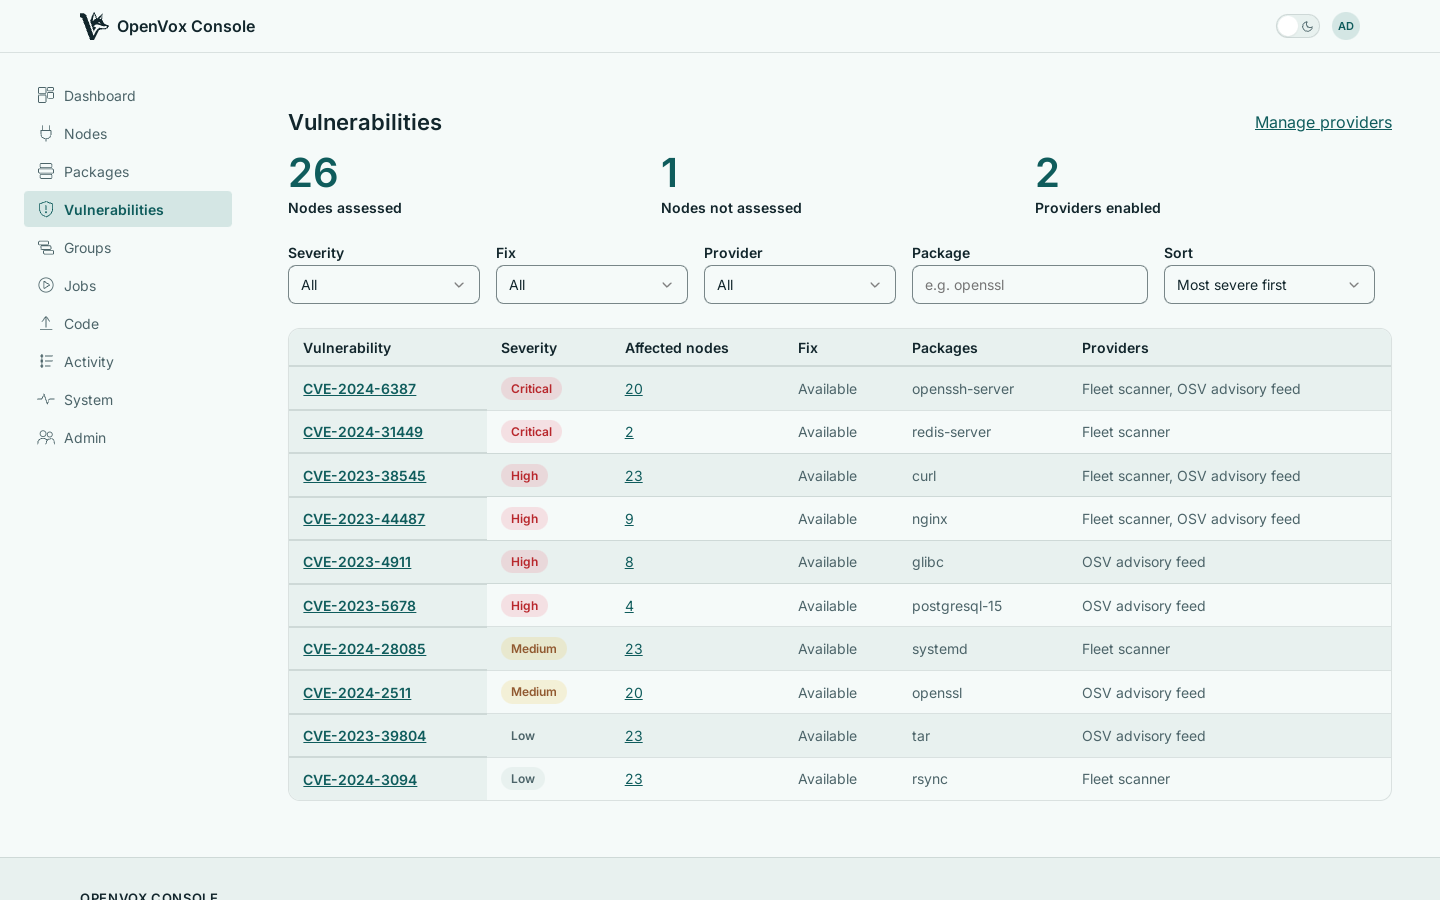 OpenVox Console
AD
Dashboard
Nodes
Packages
Vulnerabilities
Groups
Jobs
Code
Activity
System
Admin
Vulnerabilities
Manage providers
26
Nodes assessed
1
Nodes not assessed
2
Providers enabled
Severity
All
Fix
All
Provider
All
Package
e.g. openssl
Sort
Most severe first
Vulnerability Severity Affected nodes Fix Packages Providers
CVE-2024-6387 Critical 20 Available openssh-server Fleet scanner, OSV advisory feed
CVE-2024-31449 Critical 2 Available redis-server Fleet scanner
CVE-2023-38545 High 23 Available curl Fleet scanner, OSV advisory feed
CVE-2023-44487 High 9 Available nginx Fleet scanner, OSV advisory feed
CVE-2023-4911 High 8 Available glibc OSV advisory feed
CVE-2023-5678 High 4 Available postgresql-15 OSV advisory feed
CVE-2024-28085 Medium 23 Available systemd Fleet scanner
CVE-2024-2511 Medium 20 Available openssl OSV advisory feed
CVE-2023-39804 Low 23 Available tar OSV advisory feed
CVE-2024-3094 Low 23 Available rsync Fleet scanner
OPENVOX CONSOLE